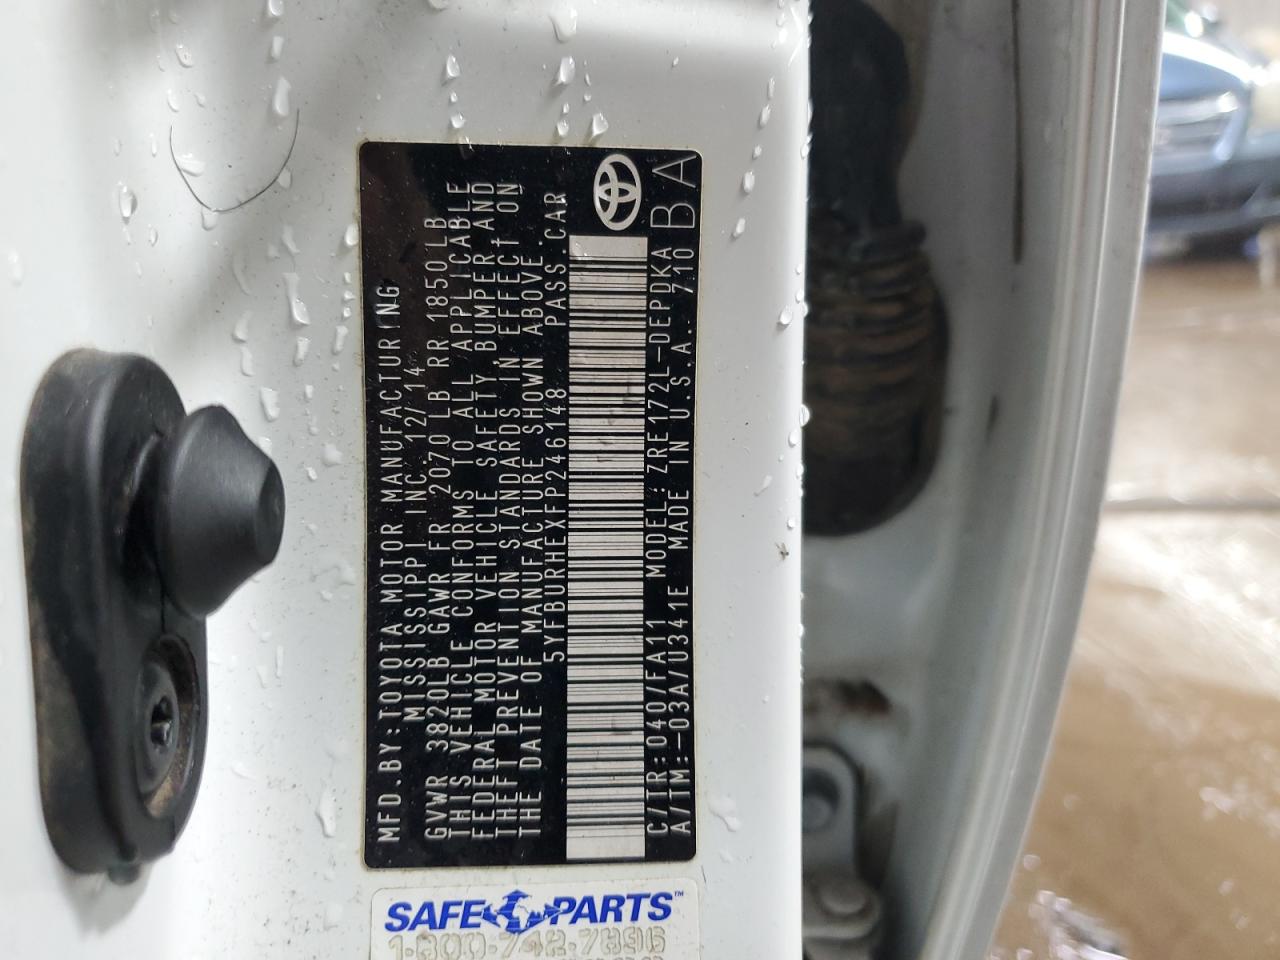 MFD.BY:TOYOTA MOTOR MANUFACTURING
MISSISSIPPI INC. 12/14
GVWR 3820LB GAWR FR 2070LB RR 1850LB
THIS VEHICLE CONFORMS TO ALL APPLICABLE
FEDERAL MOTOR VEHICLE SAFETY,BUMPER,AND
THEFT PREVENTION STANDARDS IN EFFECT ON
THE DATE OF MANUFACTURE SHOWN ABOVE.
5YFBURHEXFP246148 PASS.CAR
C/TR:040/FA11 MODEL:ZRE172L-DEPDKA
A/TM:-03A/U341E MADE IN U.S.A. 710
BA
SAFE PARTS™
1-800-742-7896